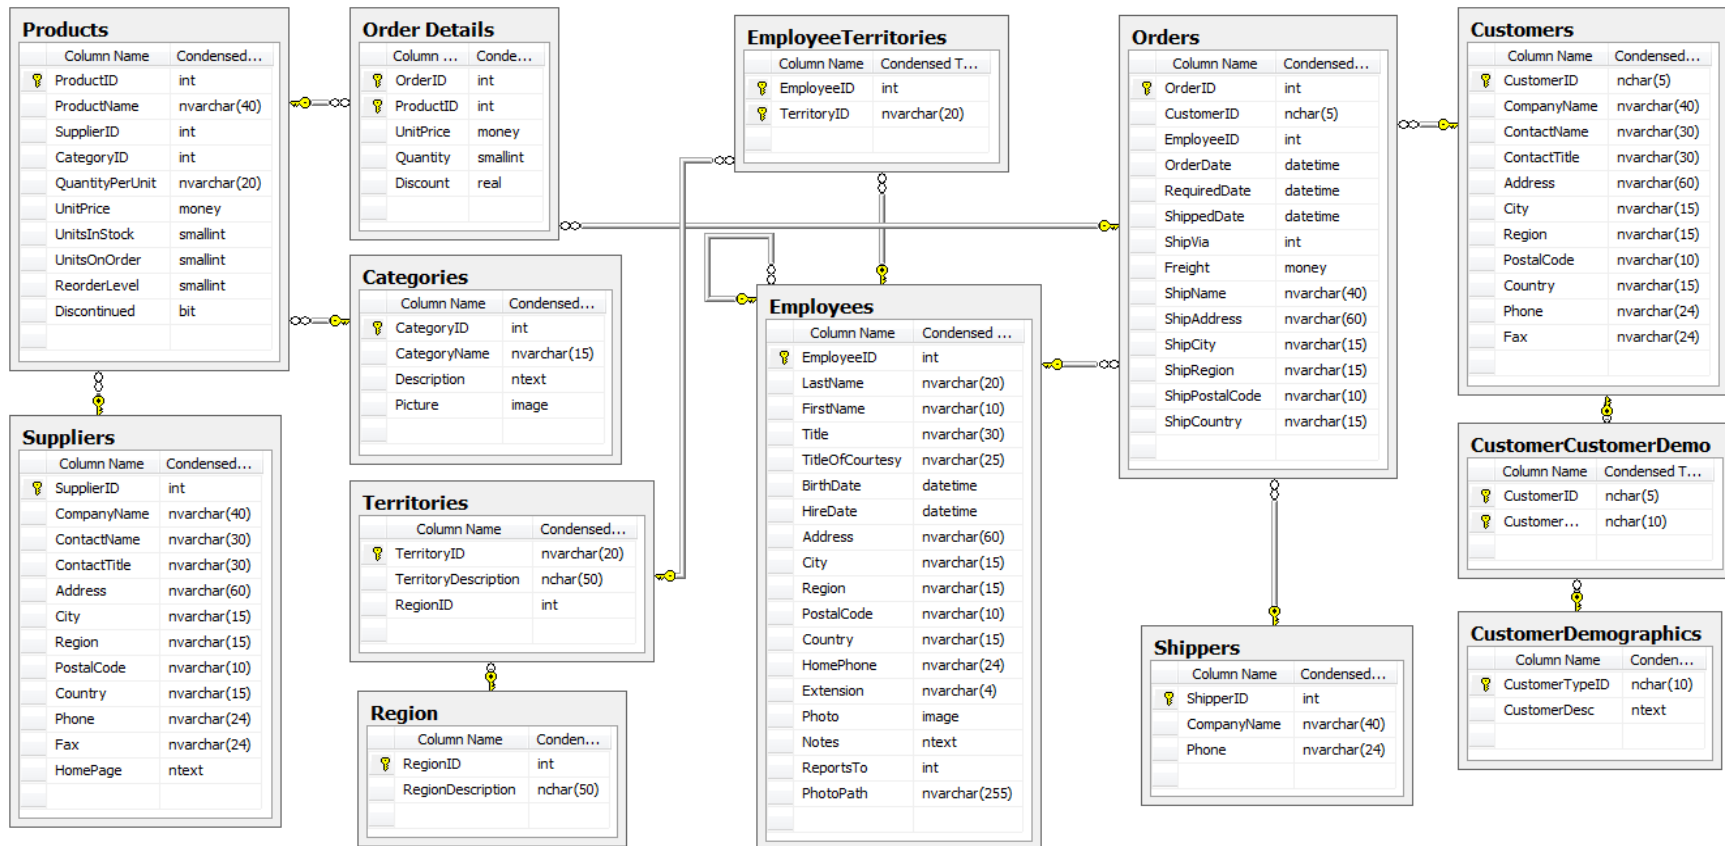 Products
Column Name Condensed...
ProductID int
ProductName nvarchar(40)
SupplierID int
CategoryID int
QuantityPerUnit nvarchar(20)
UnitPrice money
UnitsInStock smallint
UnitsOnOrder smallint
ReorderLevel smallint
Discontinued bit
Order Details
Column ... Conde...
OrderID int
ProductID int
UnitPrice money
Quantity smallint
Discount real
EmployeeTerritories
Column Name Condensed T...
EmployeeID int
TerritoryID nvarchar(20)
Orders
Column Name Condensed...
OrderID int
CustomerID nchar(5)
EmployeeID int
OrderDate datetime
RequiredDate datetime
ShippedDate datetime
ShipVia int
Freight money
ShipName nvarchar(40)
ShipAddress nvarchar(60)
ShipCity nvarchar(15)
ShipRegion nvarchar(15)
ShipPostalCode nvarchar(10)
ShipCountry nvarchar(15)
Customers
Column Name Condensed...
CustomerID nchar(5)
CompanyName nvarchar(40)
ContactName nvarchar(30)
ContactTitle nvarchar(30)
Address nvarchar(60)
City nvarchar(15)
Region nvarchar(15)
PostalCode nvarchar(10)
Country nvarchar(15)
Phone nvarchar(24)
Fax nvarchar(24)
Categories
Column Name Condensed...
CategoryID int
CategoryName nvarchar(15)
Description ntext
Picture image
Employees
Column Name Condensed ...
EmployeeID int
LastName nvarchar(20)
FirstName nvarchar(10)
Title nvarchar(30)
TitleOfCourtesy nvarchar(25)
BirthDate datetime
HireDate datetime
Address nvarchar(60)
City nvarchar(15)
Region nvarchar(15)
PostalCode nvarchar(10)
Country nvarchar(15)
HomePhone nvarchar(24)
Extension nvarchar(4)
Photo image
Notes ntext
ReportsTo int
PhotoPath nvarchar(255)
Suppliers
Column Name Condensed...
SupplierID int
CompanyName nvarchar(40)
ContactName nvarchar(30)
ContactTitle nvarchar(30)
Address nvarchar(60)
City nvarchar(15)
Region nvarchar(15)
PostalCode nvarchar(10)
Country nvarchar(15)
Phone nvarchar(24)
Fax nvarchar(24)
HomePage ntext
Territories
Column Name Condensed...
TerritoryID nvarchar(20)
TerritoryDescription nchar(50)
RegionID int
Region
Column Name Conden...
RegionID int
RegionDescription nchar(50)
CustomerCustomerDemo
Column Name Condensed T...
CustomerID nchar(5)
Customer... nchar(10)
Shippers
Column Name Condensed...
ShipperID int
CompanyName nvarchar(40)
Phone nvarchar(24)
CustomerDemographics
Column Name Conden...
CustomerTypeID nchar(10)
CustomerDesc ntext